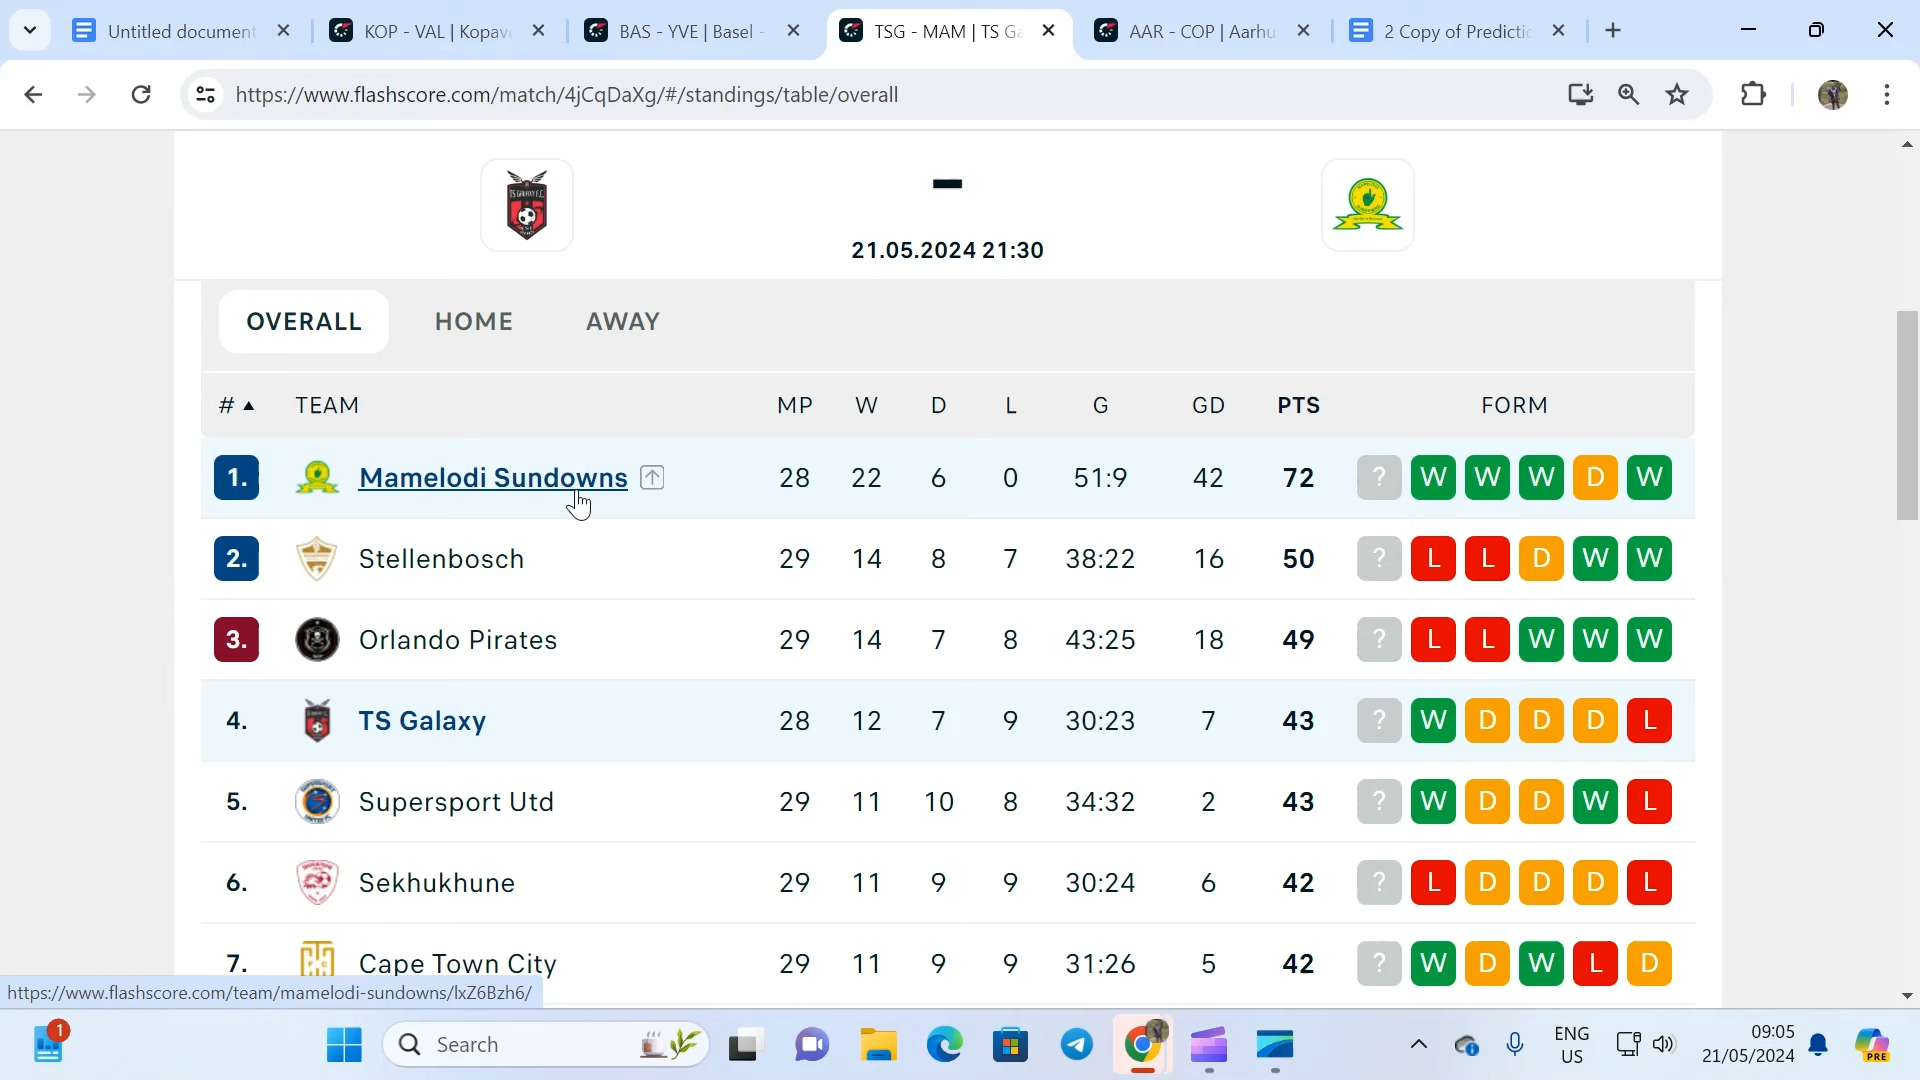 Untitled document
KOP - VAL | Kopavo
BAS - YVE | Basel -
TSG - MAM | TS Ga
AAR - COP | Aarhu
2 Copy of Predictio
https://www.flashscore.com/match/4jCqDaXg/#/standings/table/overall
–
21.05.2024 21:30
OVERALL HOME AWAY
# TEAM MP W D L G GD PTS FORM
1. Mamelodi Sundowns 28 22 6 0 51:9 42 72 ? W W W D W
2. Stellenbosch 29 14 8 7 38:22 16 50 ? L L D W W
3. Orlando Pirates 29 14 7 8 43:25 18 49 ? L L W W W
4. TS Galaxy 28 12 7 9 30:23 7 43 ? W D D D L
5. Supersport Utd 29 11 10 8 34:32 2 43 ? W D D W L
6. Sekhukhune 29 11 9 9 30:24 6 42 ? L D D D L
7. Cape Town City 29 11 9 9 31:26 5 42 ? W D W L D
https://www.flashscore.com/team/mamelodi-sundowns/lxZ6Bzh6/
1
Search
ENG
US
09:05
21/05/2024
PRE